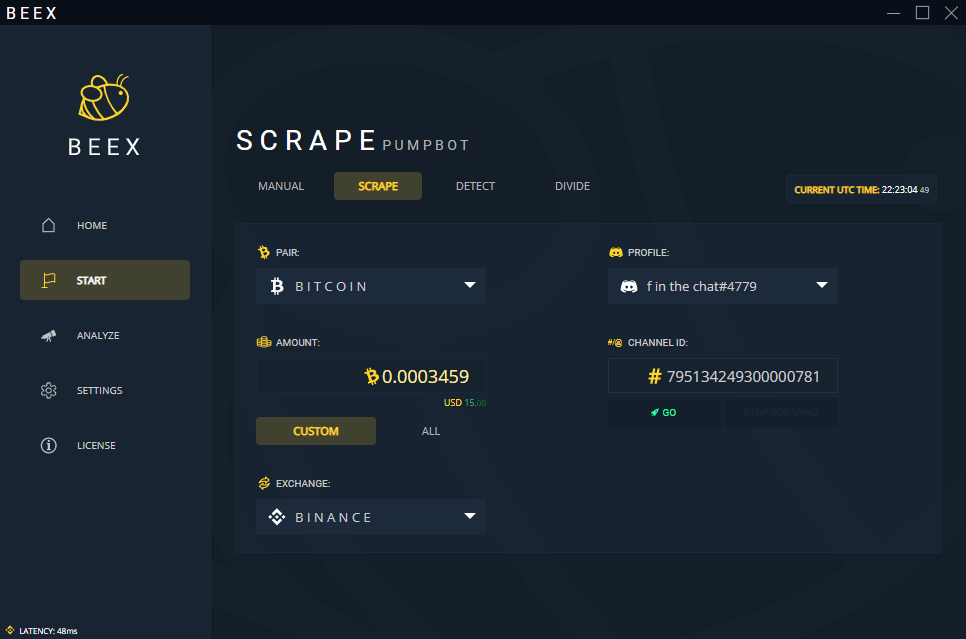 BEEX
BEEX
SCRAPE PUMPBOT
MANUAL SCRAPE DETECT DIVIDE
CURRENT UTC TIME: 22:23:04 49
HOME
START
ANALYZE
SETTINGS
LICENSE
PAIR:
BITCOIN
AMOUNT:
0.0003459
USD 15.00
CUSTOM ALL
EXCHANGE:
BINANCE
PROFILE:
f in the chat#4779
#/@ CHANNEL ID:
# 795134249300000781
GO STOP SCRAPING
LATENCY: 48ms